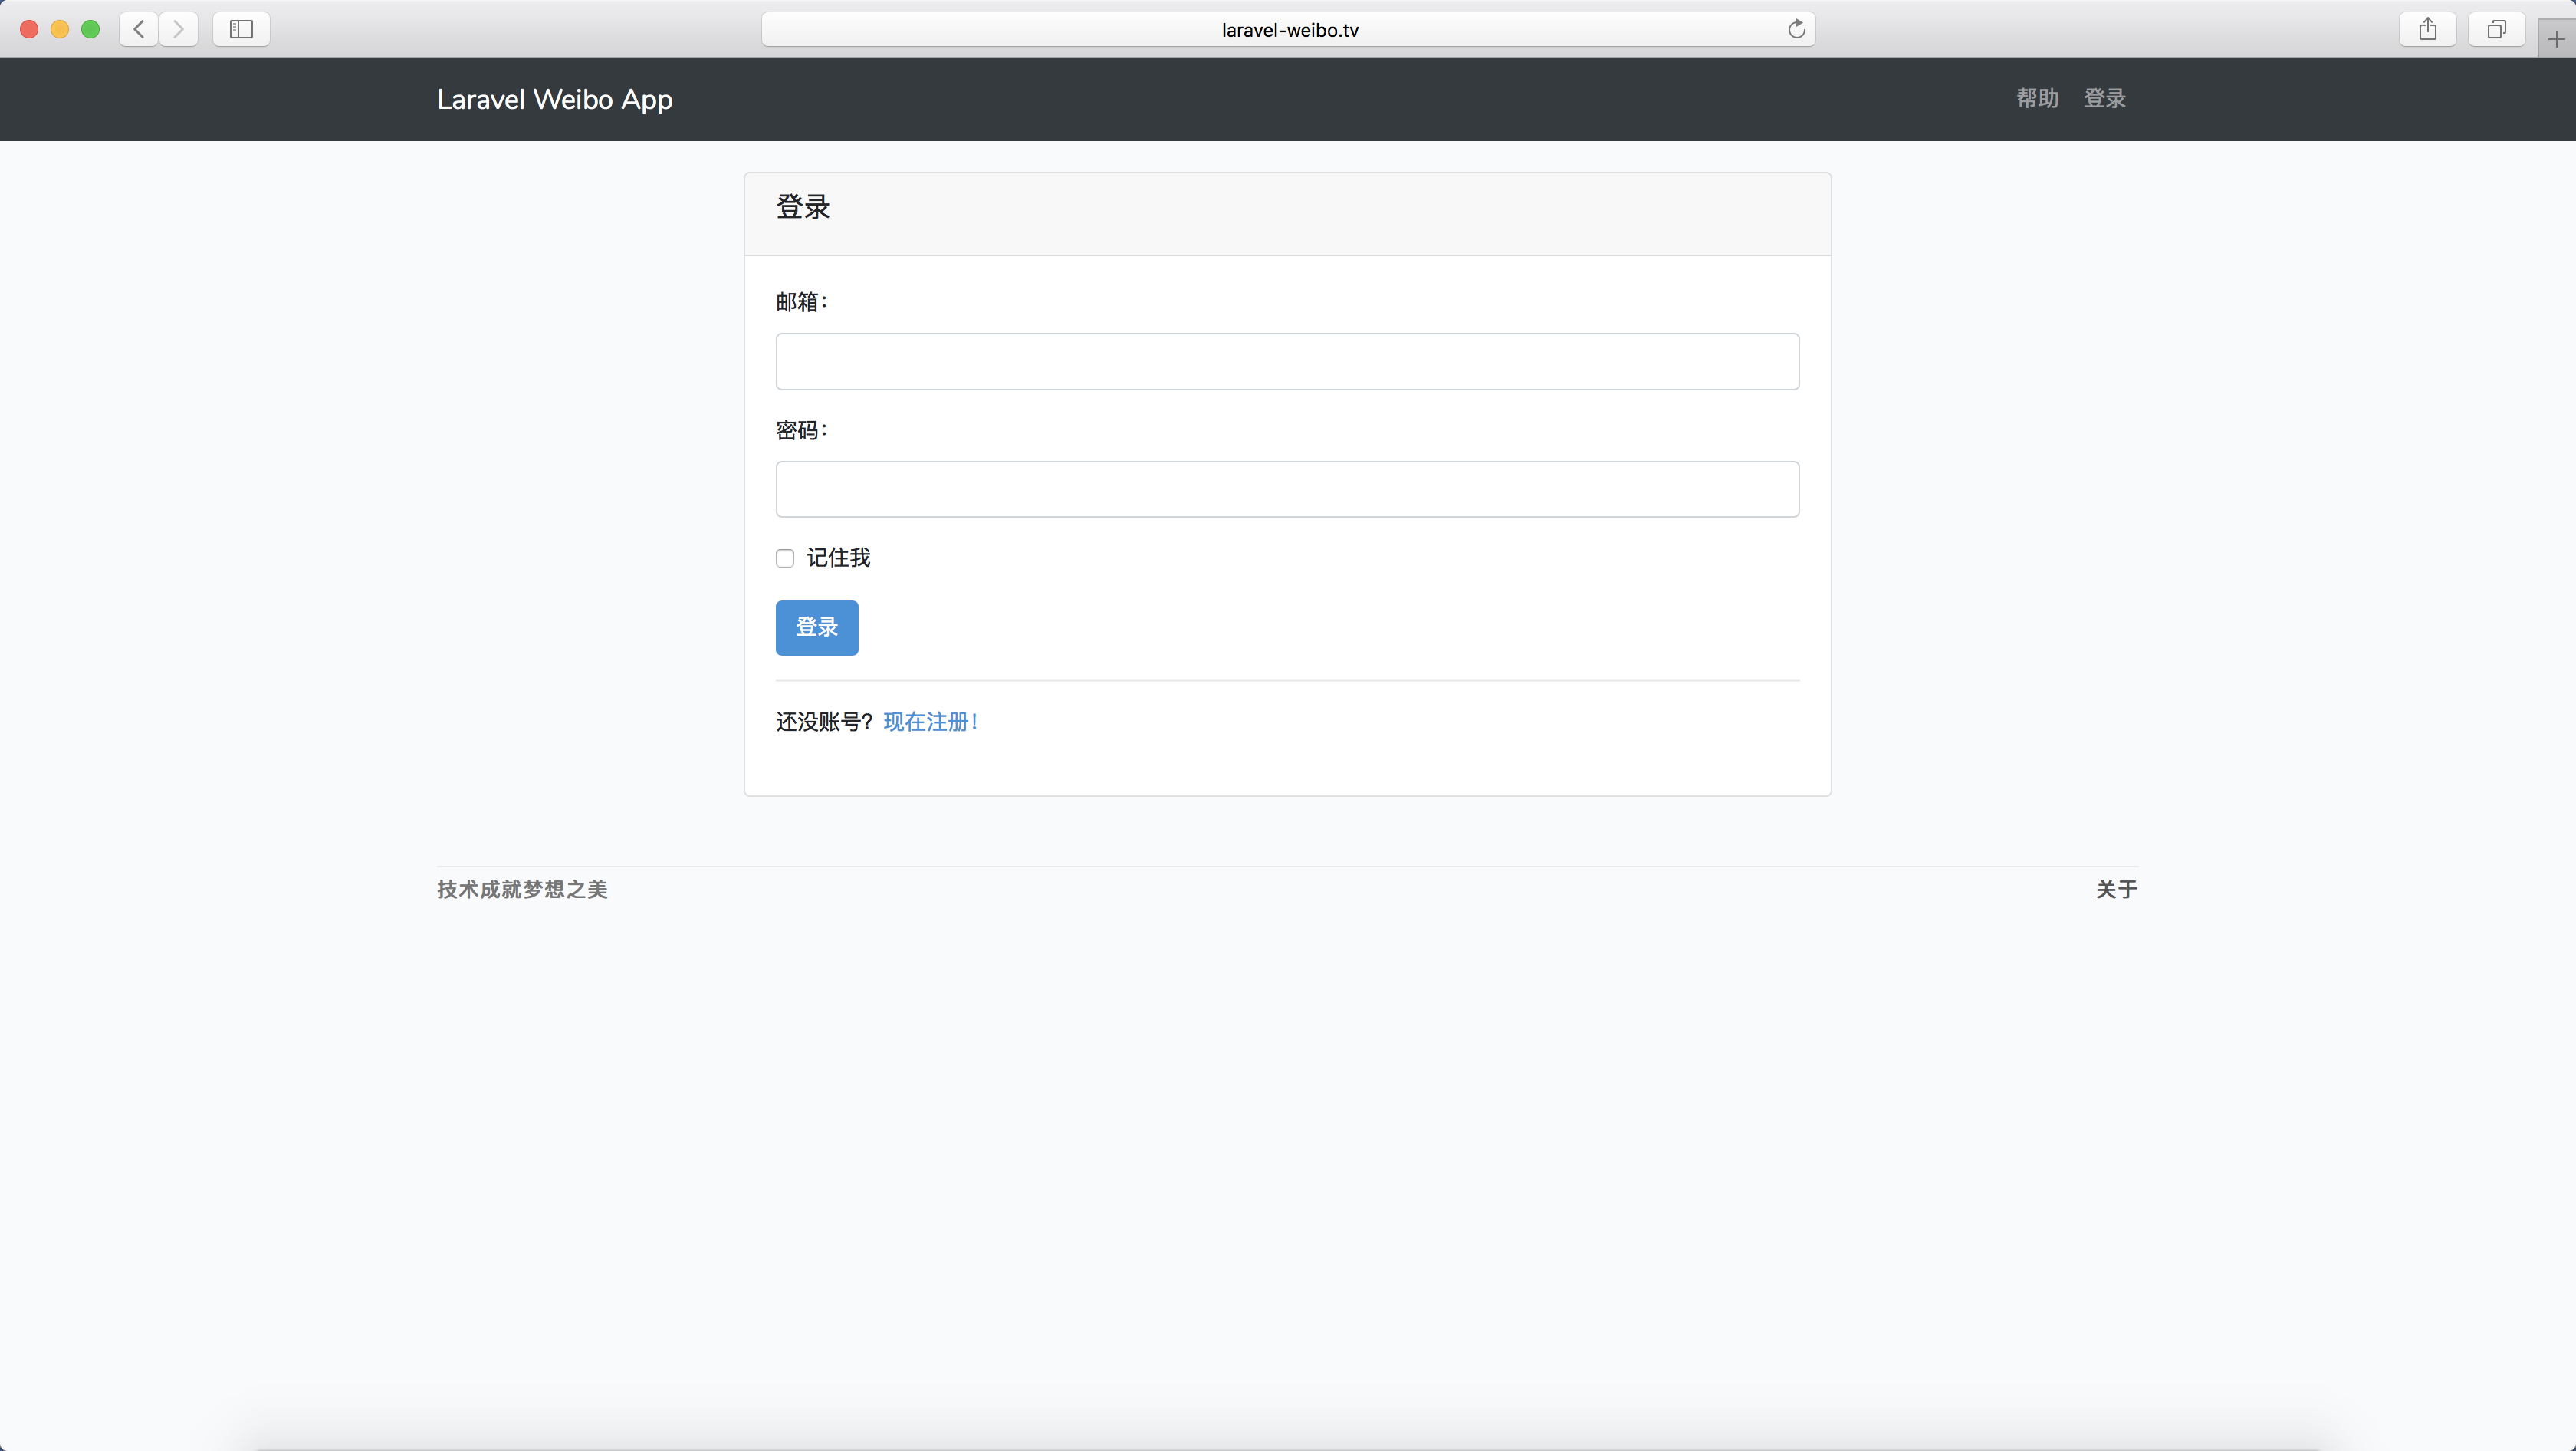 laravel-weibo.tv
Laravel Weibo App 帮助 登录
登录
邮箱：
密码：
记住我
登录
还没账号？现在注册！
技术成就梦想之美 关于